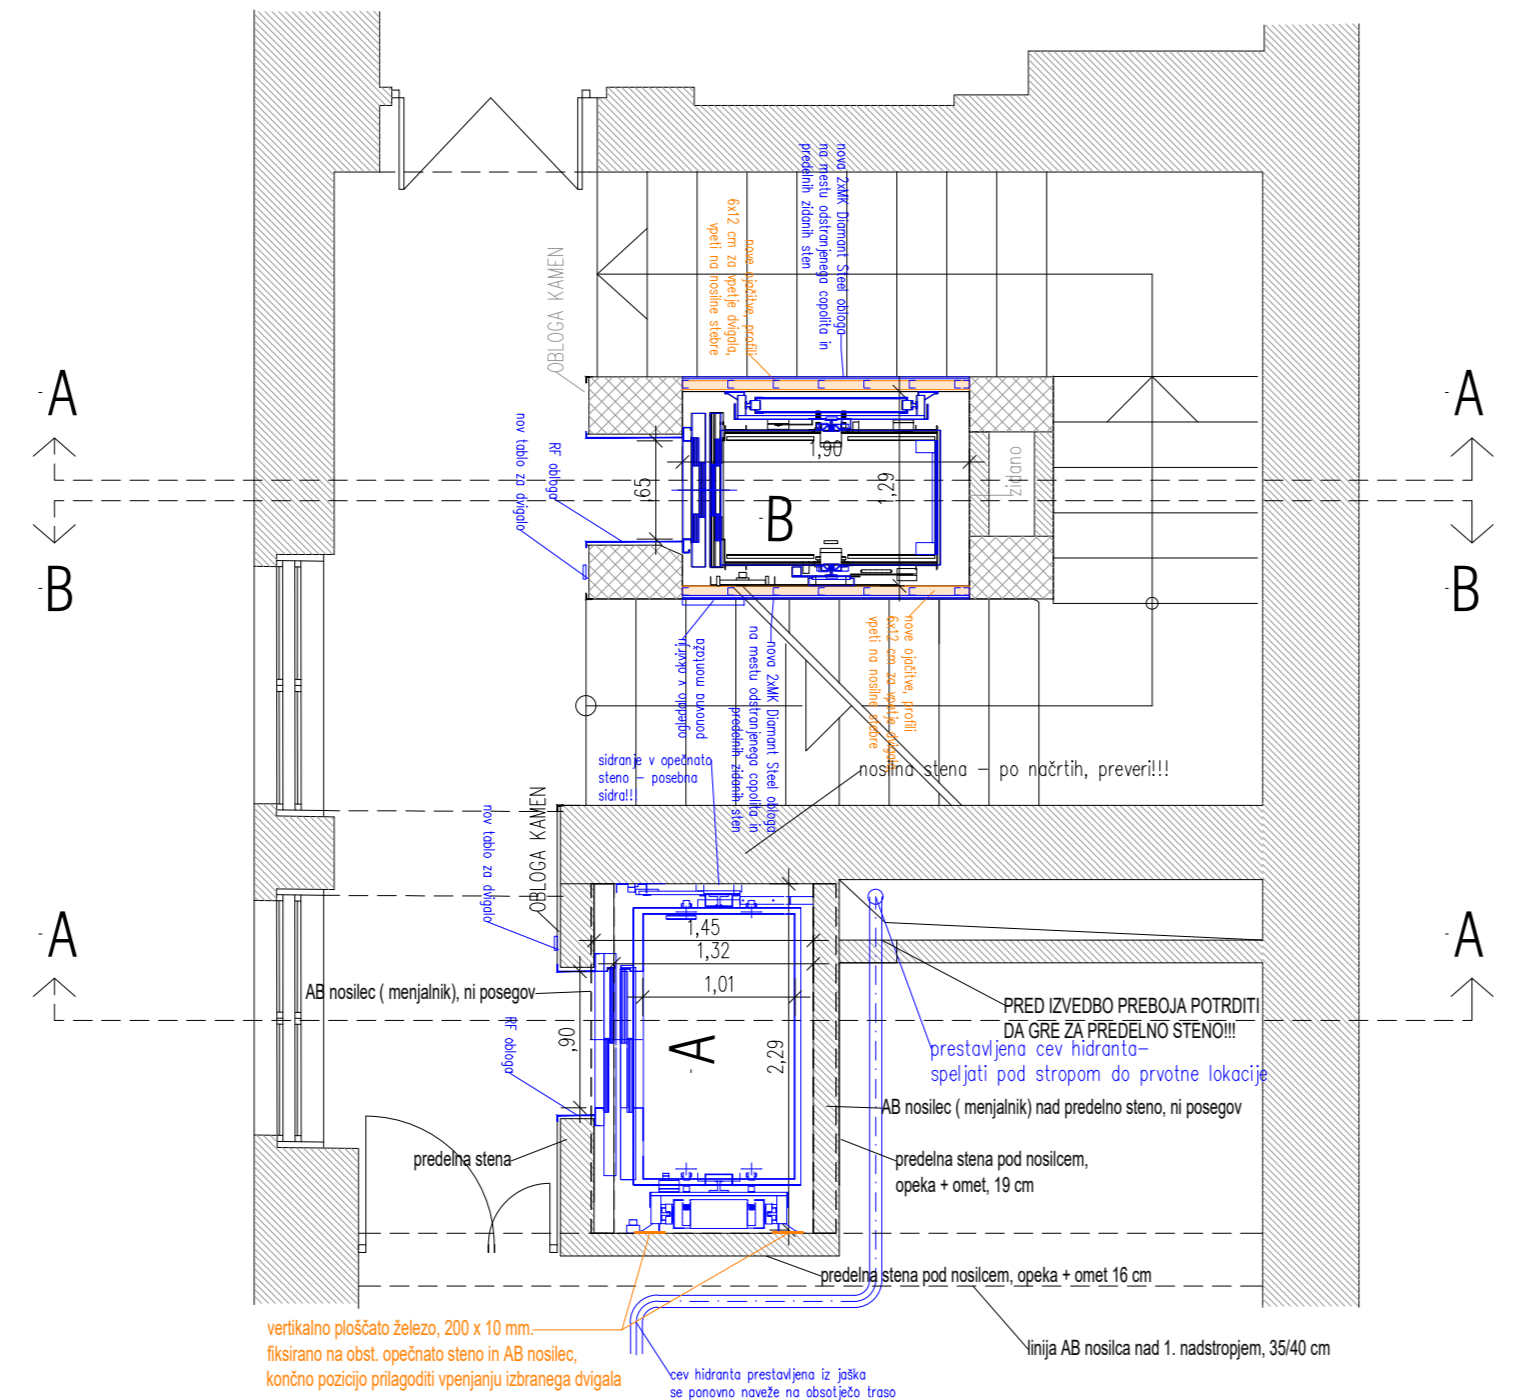 nova 2xMK Diamant Steel obloga
na mestu odstranjenega copolita in
predelnih zidanih sten
nove ojačitve, profili
6x12 cm za vpetje dvigala,
vpeti na nosilne stebre
OBLOGA KAMEN
- A
- A
nov tablo za dvigalo
RF obloga
,65
1,90
1,29
zidano
- B
- B
- B
nove ojačitve, profili
6x12 cm za vpetje dvigala
vpeti na nosilne stebre
ogledalo v okvirju
ponovna montaža
nova 2xMK Diamant Steel obloga
na mestu odstranjenega copolita in
predelnih zidanih sten
sidranje v opečnato
steno - posebna
sidra!!!
nosilna stena - po načrtih, preveri!!!
OBLOGA KAMEN
nov tablo za dvigalo
- A
- A
1,45
1,32
1,01
AB nosilec ( menjalnik), ni posegov
PRED IZVEDBO PREBOJA POTRDITI
DA GRE ZA PREDELNO STENO!!!
RF obloga
,90
- A
2,29
prestavljena cev hidranta-
speljati pod stropom do prvotne lokacije
AB nosilec ( menjalnik) nad predelno steno, ni posegov
predelna stena
predelna stena pod nosilcem,
opeka + omet, 19 cm
predelna stena pod nosilcem, opeka + omet 16 cm
vertikalno ploščato železo, 200 x 10 mm.
fiksirano na obst. opečnato steno in AB nosilec,
končno pozicijo prilagoditi vpenjanju izbranega dvigala
linija AB nosilca nad 1. nadstropjem, 35/40 cm
cev hidranta prestavljena iz jaška
se ponovno naveže na obsotječo traso